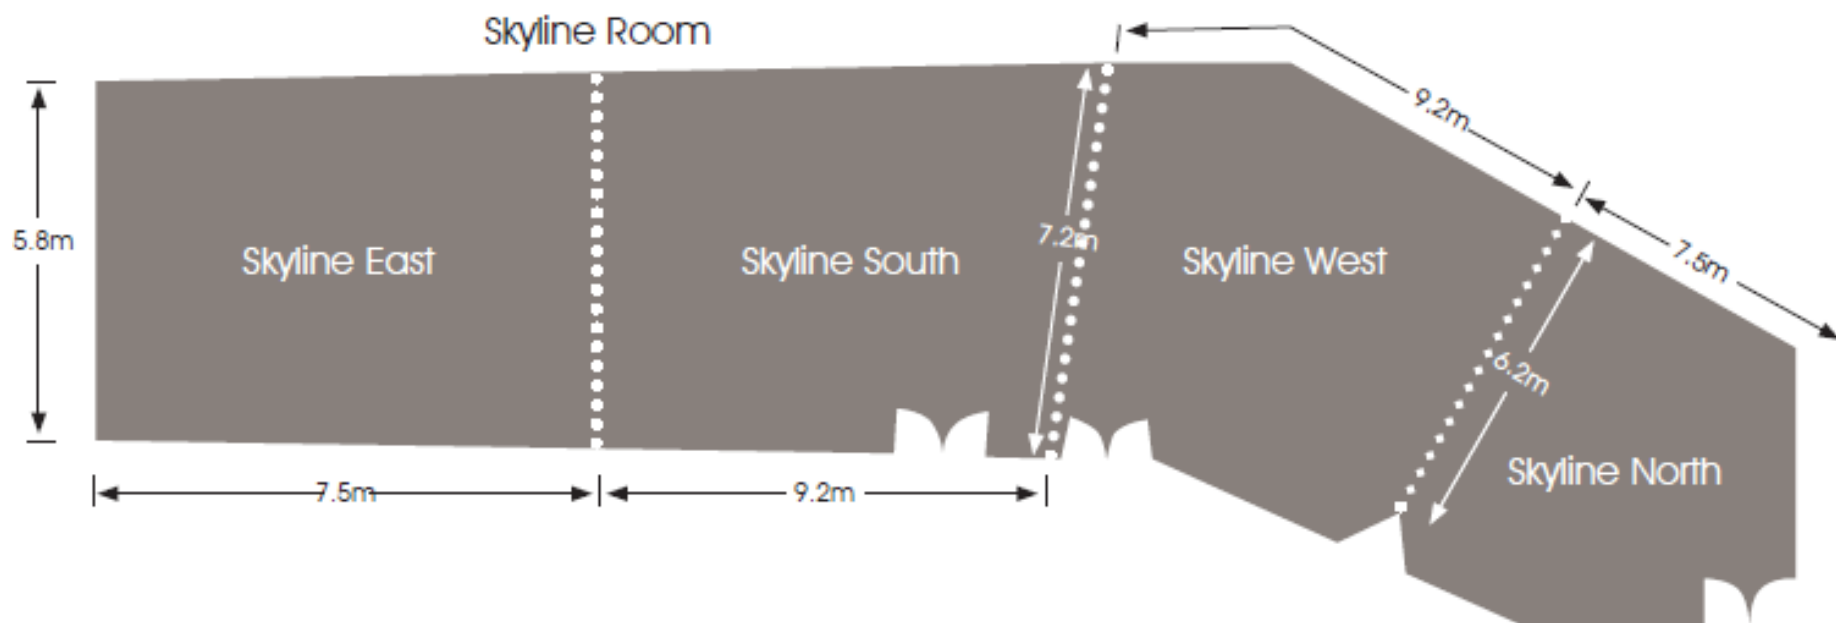 Skyline Room
9.2m
5.8m
Skyline East
Skyline South
7.2m
Skyline West
7.5m
6.2m
Skyline North
7.5m
9.2m